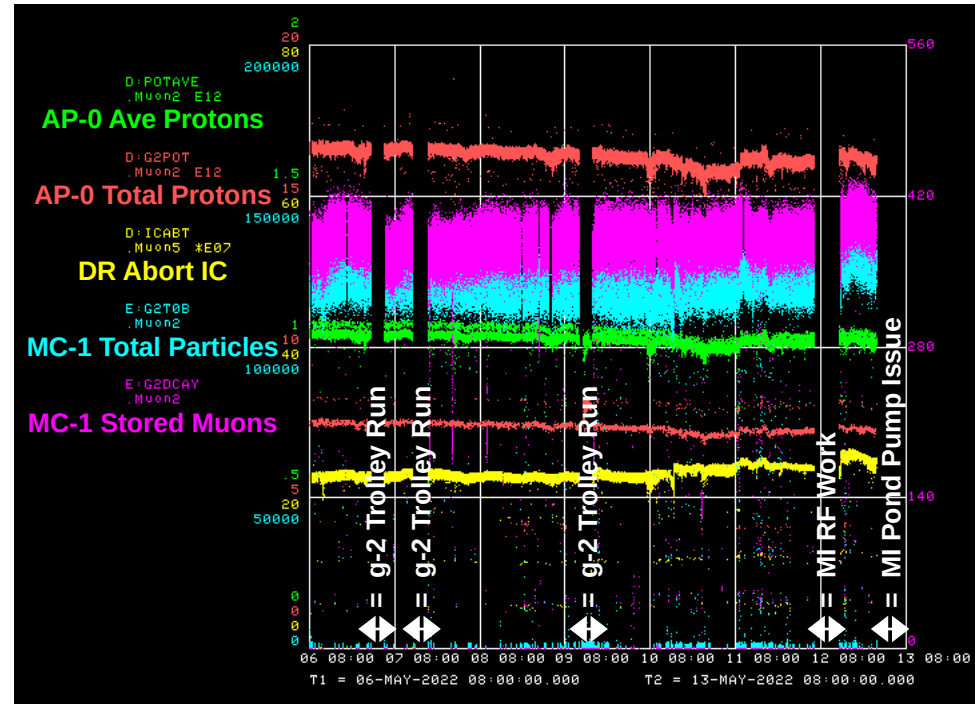 2
20
80
200000
560
D:POTAVE
.Muon2 E12
AP-0 Ave Protons
D:G2POT
.Muon2 E12
AP-0 Total Protons
1.5
15
60
150000
420
D:ICABT
.Muon5 *E07
DR Abort IC
E:G2T0B
.Muon2
MC-1 Total Particles
1
10
40
100000
280
E:G2DCAY
.Muon2
MC-1 Stored Muons
.5
5
20
50000
140
= g-2 Trolley Run
= g-2 Trolley Run
= g-2 Trolley Run
= MI RF Work
= MI Pond Pump Issue
0
0
0
0
0
06 08:00 07 08:00 08 08:00 09 08:00 10 08:00 11 08:00 12 08:00 13 08:00
T1 = 06-MAY-2022 08:00:00.000 T2 = 13-MAY-2022 08:00:00.000